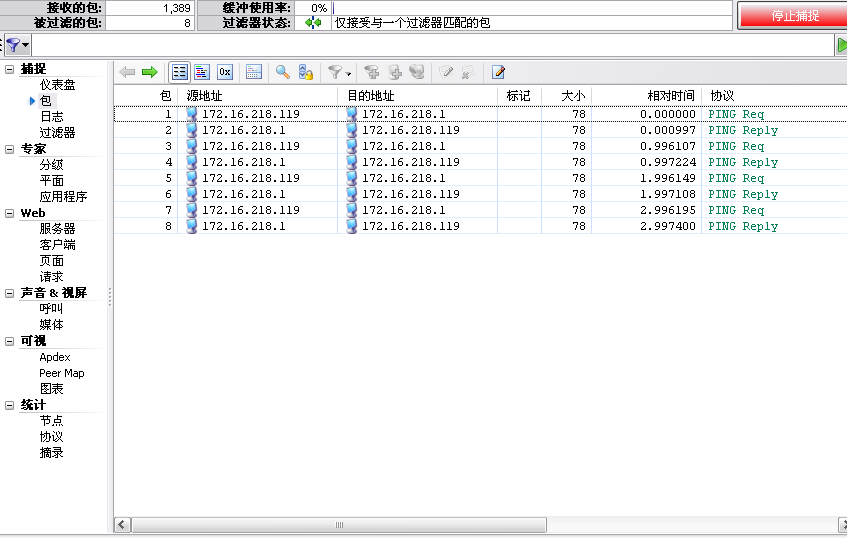 接收的包: 1,389 缓冲使用率: 0%
被过滤的包: 8 过滤器状态: 仅接受与一个过滤器匹配的包
停止捕捉
捕捉
仪表盘
包
日志
过滤器
专家
分级
平面
应用程序
Web
服务器
客户端
页面
请求
声音 & 视屏
呼叫
媒体
可视
Apdex
Peer Map
图表
统计
节点
协议
摘录
0x
包 源地址 目的地址 标记 大小 相对时间 协议
1 172.16.218.119 172.16.218.1 78 0.000000 PING Req
2 172.16.218.1 172.16.218.119 78 0.000997 PING Reply
3 172.16.218.119 172.16.218.1 78 0.996107 PING Req
4 172.16.218.1 172.16.218.119 78 0.997224 PING Reply
5 172.16.218.119 172.16.218.1 78 1.996149 PING Req
6 172.16.218.1 172.16.218.119 78 1.997108 PING Reply
7 172.16.218.119 172.16.218.1 78 2.996195 PING Req
8 172.16.218.1 172.16.218.119 78 2.997400 PING Reply